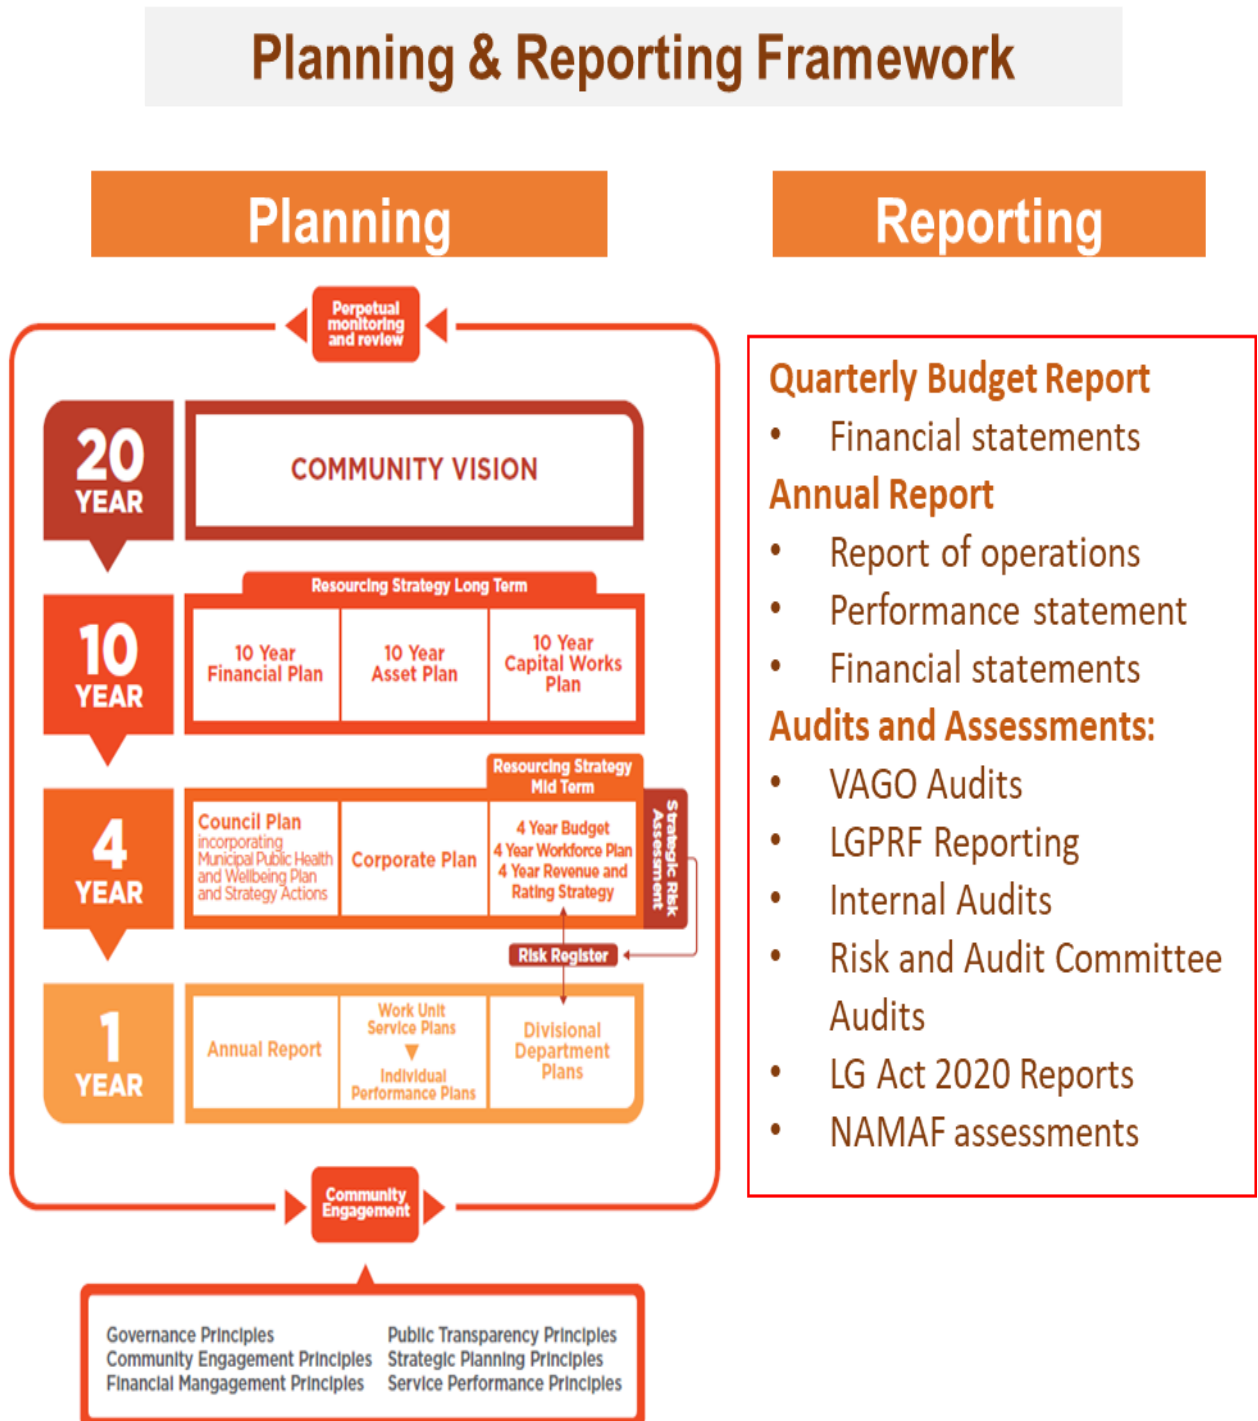 Planning & Reporting Framework
Planning
Perpetual
monitoring
and review
20
YEAR
COMMUNITY VISION
Resourcing Strategy Long Term
10
YEAR
10 Year
Financial Plan
10 Year
Asset Plan
10 Year
Capital Works
Plan
4
YEAR
Council Plan
incorporating
Municipal Public Health
and Wellbeing Plan
and Strategy Actions
Corporate Plan
Resourcing Strategy
Mid Term
4 Year Budget
4 Year Workforce Plan
4 Year Revenue and
Rating Strategy
Strategic Risk
Assessment
Risk Register
1
YEAR
Annual Report
Work Unit
Service Plans
Individual
Performance Plans
Divisional
Department
Plans
Community
Engagement
Governance Principles
Community Engagement Principles
Financial Mangagement Principles
Public Transparency Principles
Strategic Planning Principles
Service Performance Principles
Reporting
Quarterly Budget Report
• Financial statements
Annual Report
• Report of operations
• Performance statement
• Financial statements
Audits and Assessments:
• VAGO Audits
• LGPRF Reporting
• Internal Audits
• Risk and Audit Committee
Audits
• LG Act 2020 Reports
• NAMAF assessments